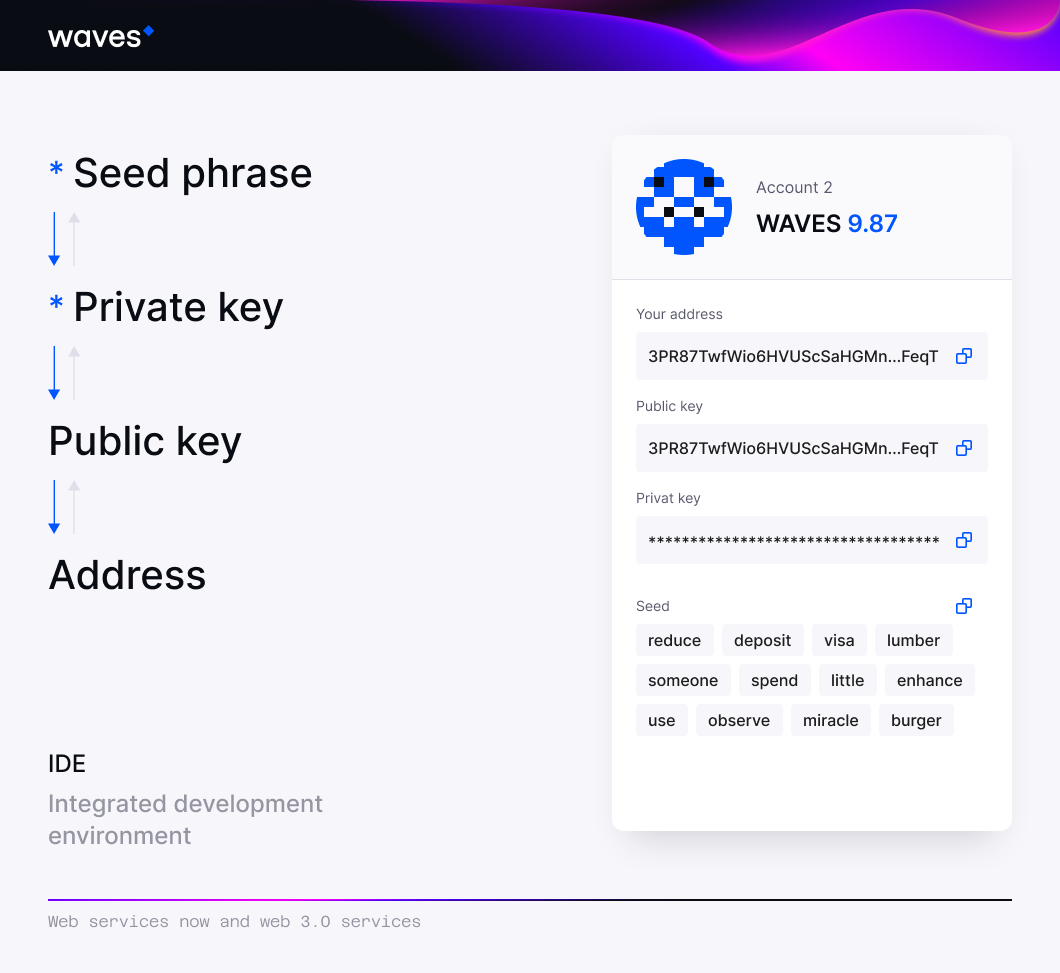 waves
* Seed phrase
* Private key
Public key
Address
IDE
Integrated development
environment
Account 2
WAVES 9.87
Your address
3PR87TwfWio6HVUScSaHGMn...FeqT
Public key
3PR87TwfWio6HVUScSaHGMn...FeqT
Privat key
***********************************
Seed
reduce deposit visa lumber
someone spend little enhance
use observe miracle burger
Web services now and web 3.0 services